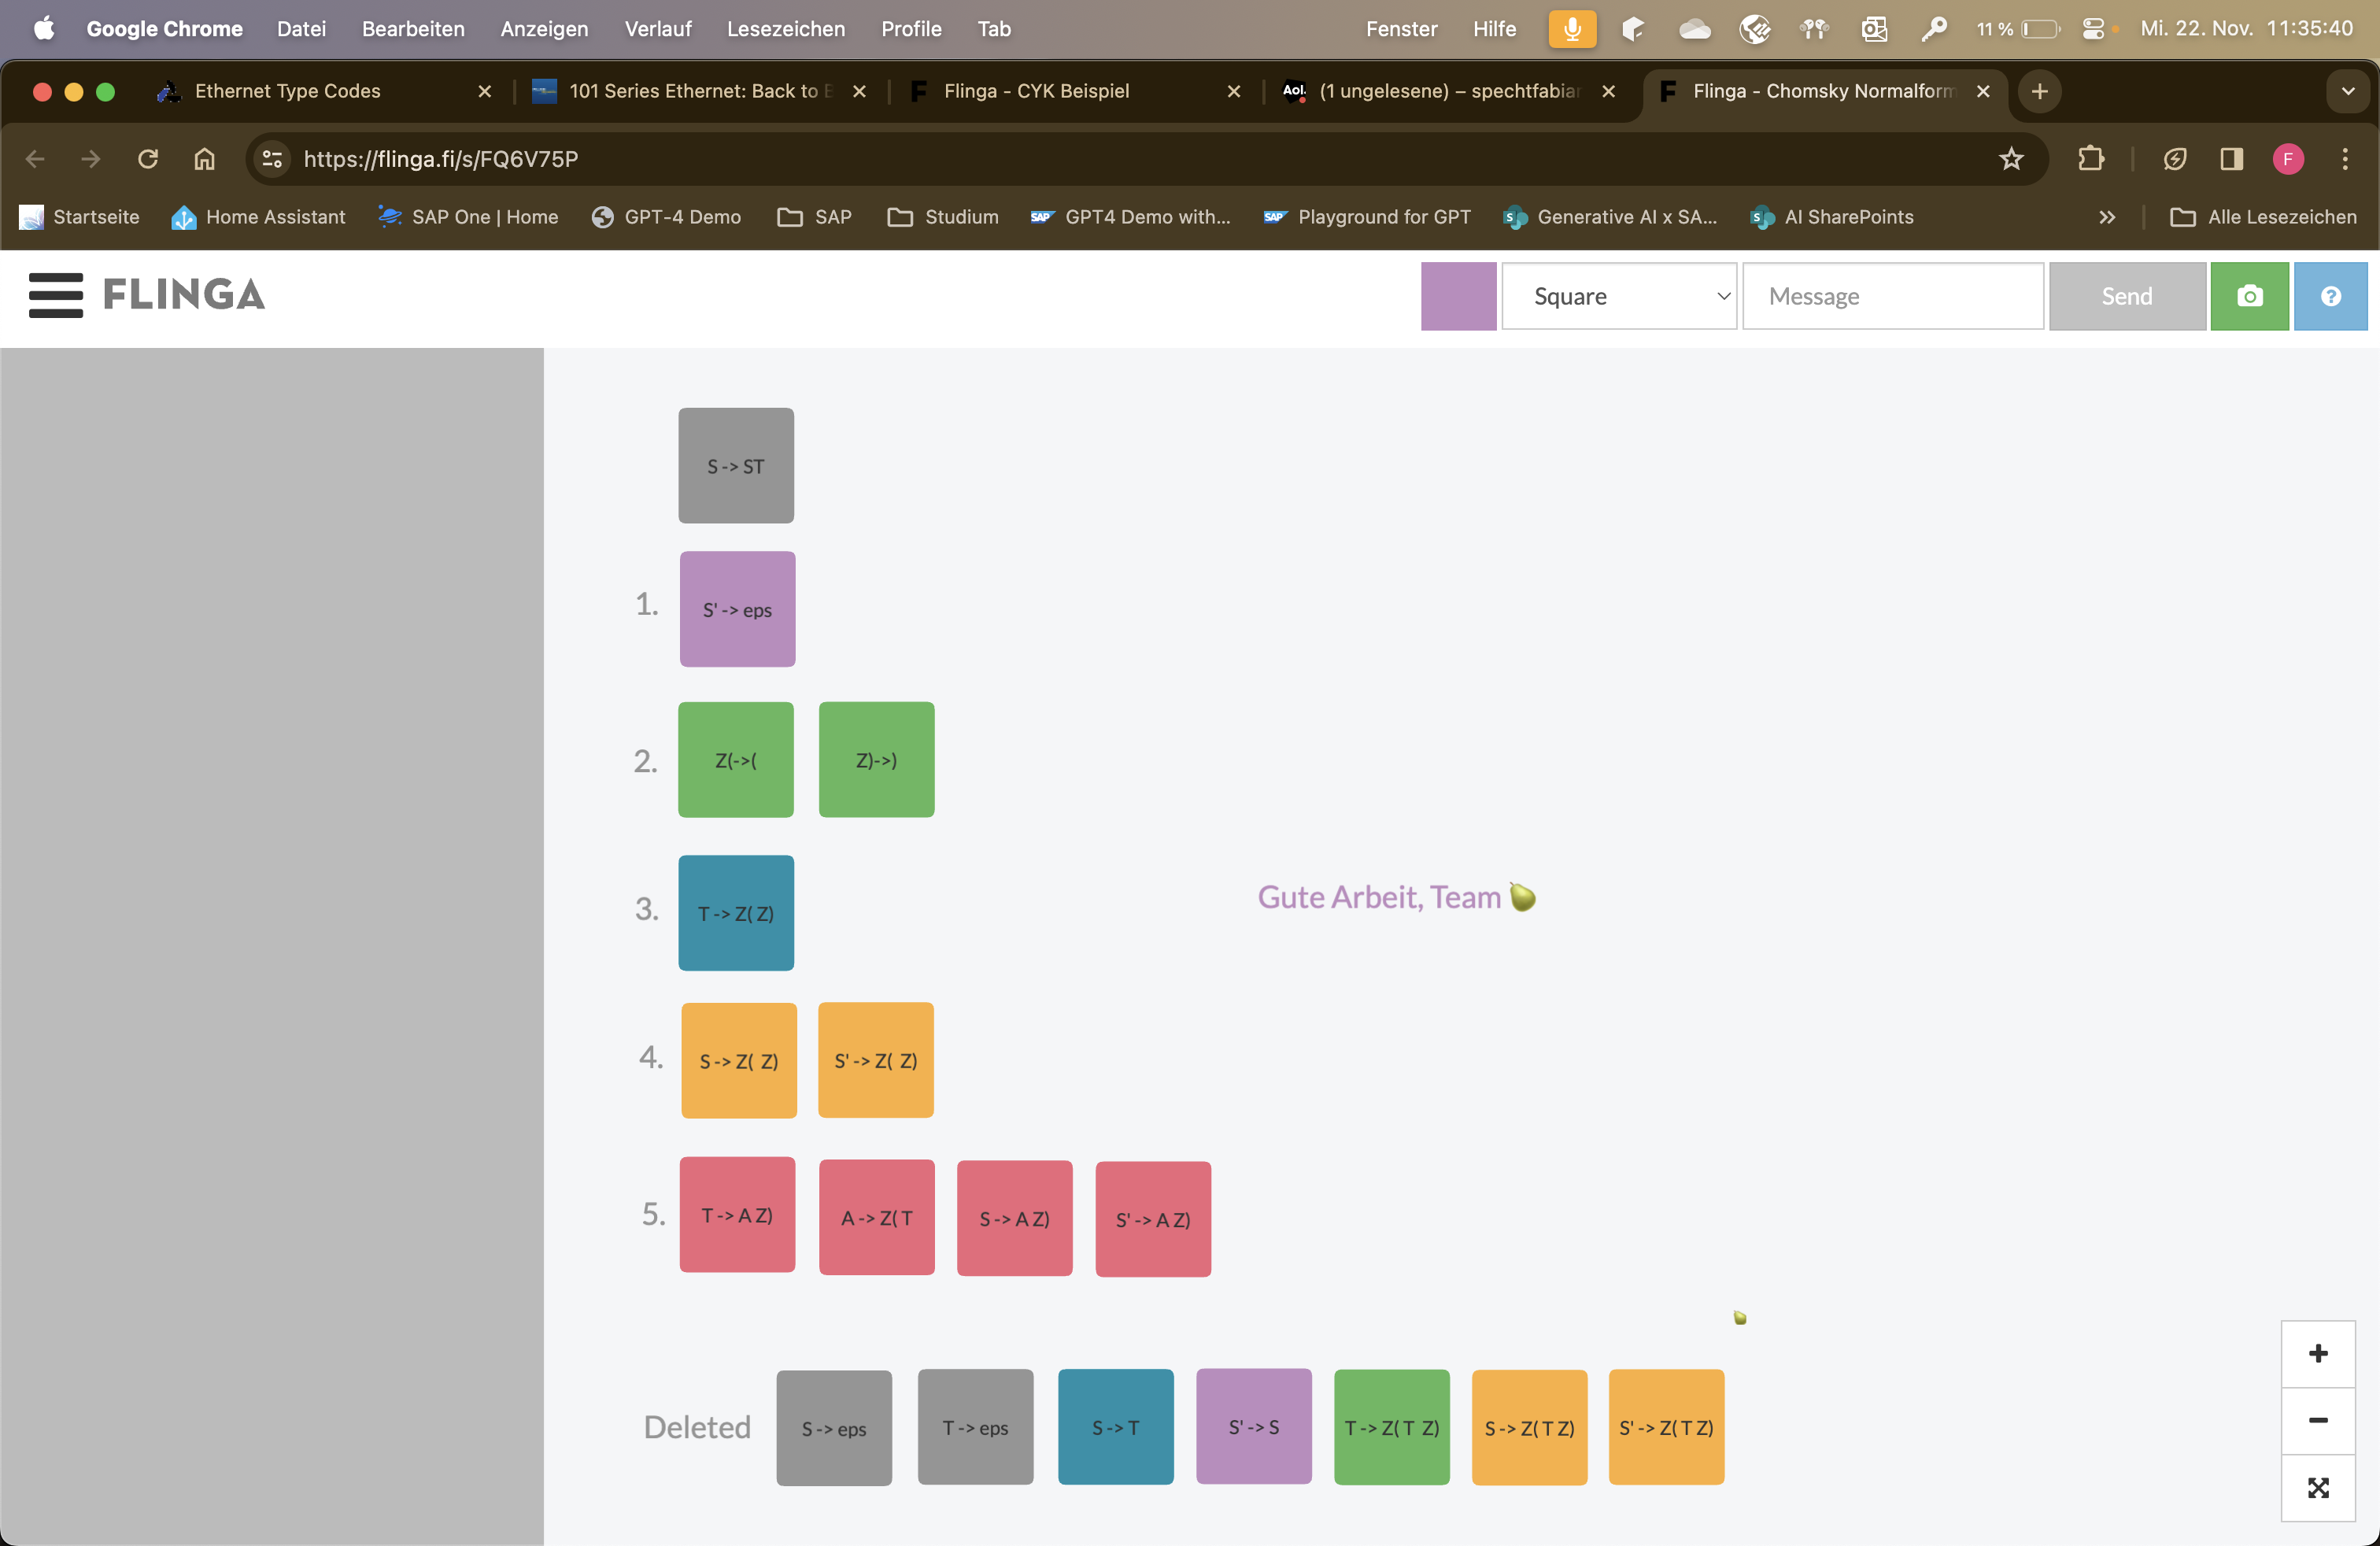 Google Chrome Datei Bearbeiten Anzeigen Verlauf Lesezeichen Profile Tab Fenster Hilfe 11 % Mi. 22. Nov. 11:35:40
Ethernet Type Codes 101 Series Ethernet: Back to Flinga - CYK Beispiel Aol. (1 ungelesene) – spechtfabian Flinga - Chomsky Normalform
https://flinga.fi/s/FQ6V75P F
Startseite Home Assistant SAP One | Home GPT-4 Demo SAP Studium SAP GPT4 Demo with... SAP Playground for GPT Generative AI x SA... AI SharePoints » Alle Lesezeichen
FLINGA Square Message Send
S -> ST
1. S' -> eps
2. Z(->( Z)->)
3. T -> Z( Z)
Gute Arbeit, Team 🍐
4. S -> Z( Z) S' -> Z( Z)
5. T -> A Z) A -> Z( T S -> A Z) S' -> A Z)
Deleted S -> eps T -> eps S -> T S' -> S T -> Z( T Z) S -> Z( T Z) S' -> Z( T Z)